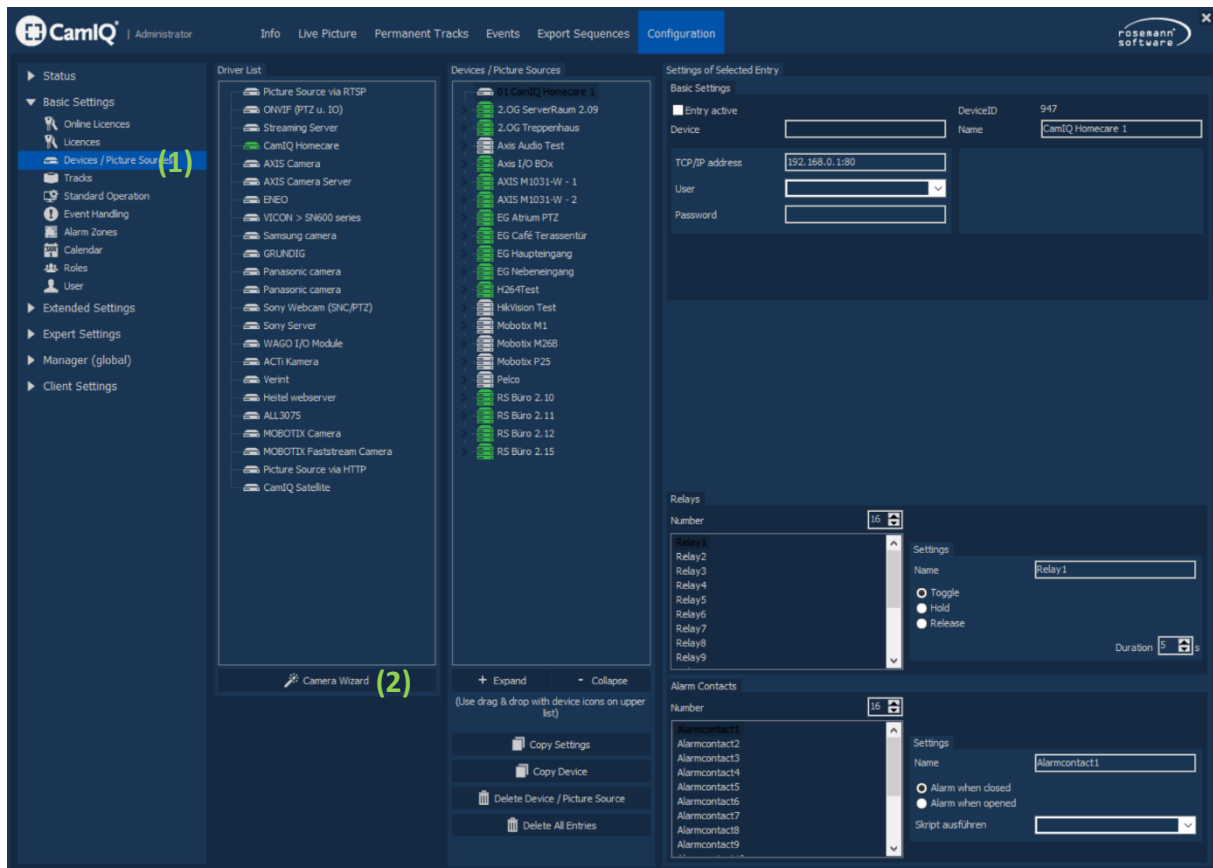 CamIQ | Administrator
Info Live Picture Permanent Tracks Events Export Sequences Configuration
rosemann software
Status
Basic Settings
Online Licences
Licences
Devices / Picture Sources (1)
Tracks
Standard Operation
Event Handling
Alarm Zones
Calendar
Roles
User
Extended Settings
Expert Settings
Manager (global)
Client Settings
Driver List
Picture Source via RTSP
ONVIF (PTZ u. IO)
Streaming Server
CamIQ Homecare
AXIS Camera
AXIS Camera Server
ENEO
VICON > SN600 series
Samsung camera
GRUNDIG
Panasonic camera
Panasonic camera
Sony Webcam (SNC/PTZ)
Sony Server
WAGO I/O Module
ACTi Kamera
Verint
Heitel webserver
ALL3075
MOBOTIX Camera
MOBOTIX Faststream Camera
Picture Source via HTTP
CamIQ Satellite
Camera Wizard (2)
Devices / Picture Sources
01 CamIQ Homecare 1
2.OG ServerRaum 2.09
2.OG Treppenhaus
Axis Audio Test
Axis I/O BOx
AXIS M1031-W - 1
AXIS M1031-W - 2
EG Atrium PTZ
EG Café Terassentür
EG Haupteingang
EG Nebeneingang
H264Test
HikVision Test
Mobotix M1
Mobotix M26B
Mobotix P25
Pelco
RS Büro 2.10
RS Büro 2.11
RS Büro 2.12
RS Büro 2.15
+ Expand - Collapse
(Use drag & drop with device icons on upper
list)
Copy Settings
Copy Device
Delete Device / Picture Source
Delete All Entries
Settings of Selected Entry
Basic Settings
Entry active DeviceID 947
Device Name CamIQ Homecare 1
TCP/IP address 192.168.0.1:80
User
Password
Relays
Number 16
Relay1
Relay2
Relay3
Relay4
Relay5
Relay6
Relay7
Relay8
Relay9
Settings
Name Relay1
Toggle
Hold
Release
Duration 5 s
Alarm Contacts
Number 16
Alarmcontact1
Alarmcontact2
Alarmcontact3
Alarmcontact4
Alarmcontact5
Alarmcontact6
Alarmcontact7
Alarmcontact8
Alarmcontact9
Settings
Name Alarmcontact1
Alarm when closed
Alarm when opened
Skript ausführen